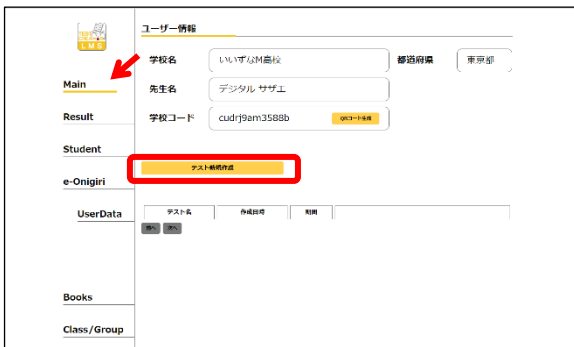 LMS
ユーザー情報
学校名 いいずなM高校 都道府県 東京都
Main
先生名 デジタル サザエ
Result
学校コード cudrj9am3588b QRコード生成
Student
テスト新規作成
e-Onigiri
UserData
テスト名 作成日時 期間
前へ 次へ
Books
Class/Group